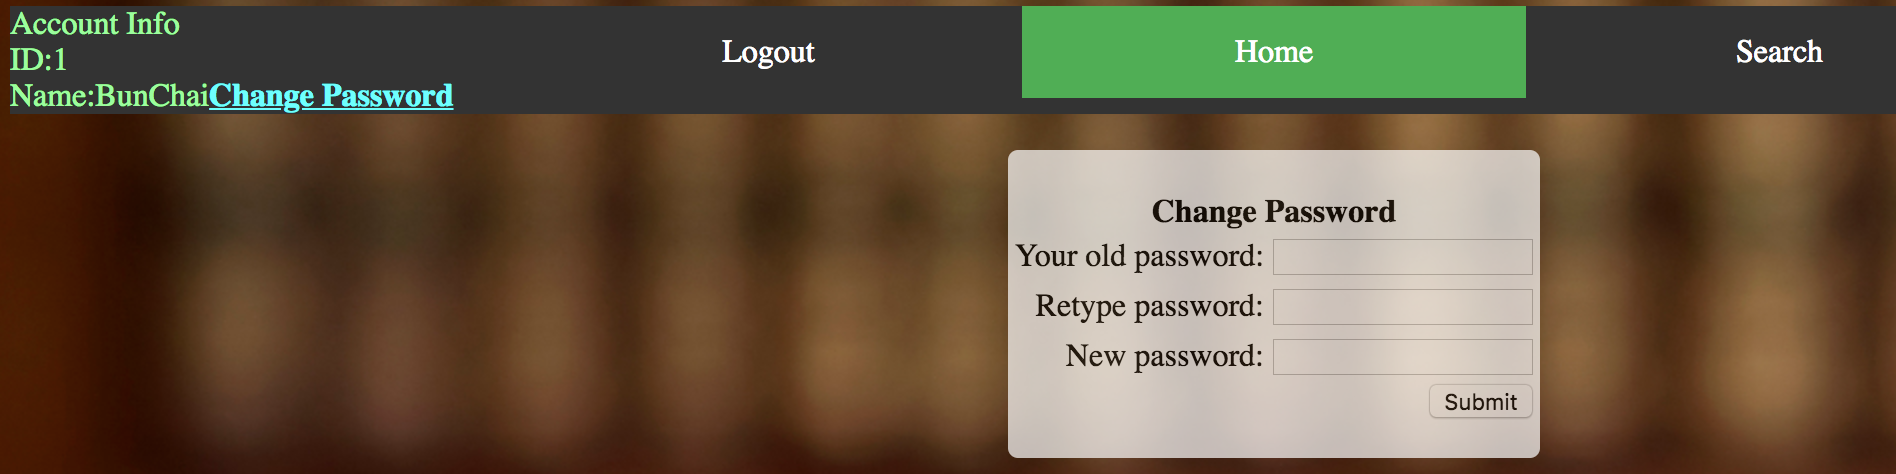 Account Info
ID:1
Name:BunChaiChange Password
Logout
Home
Search
Change Password
Your old password:
Retype password:
New password:
Submit